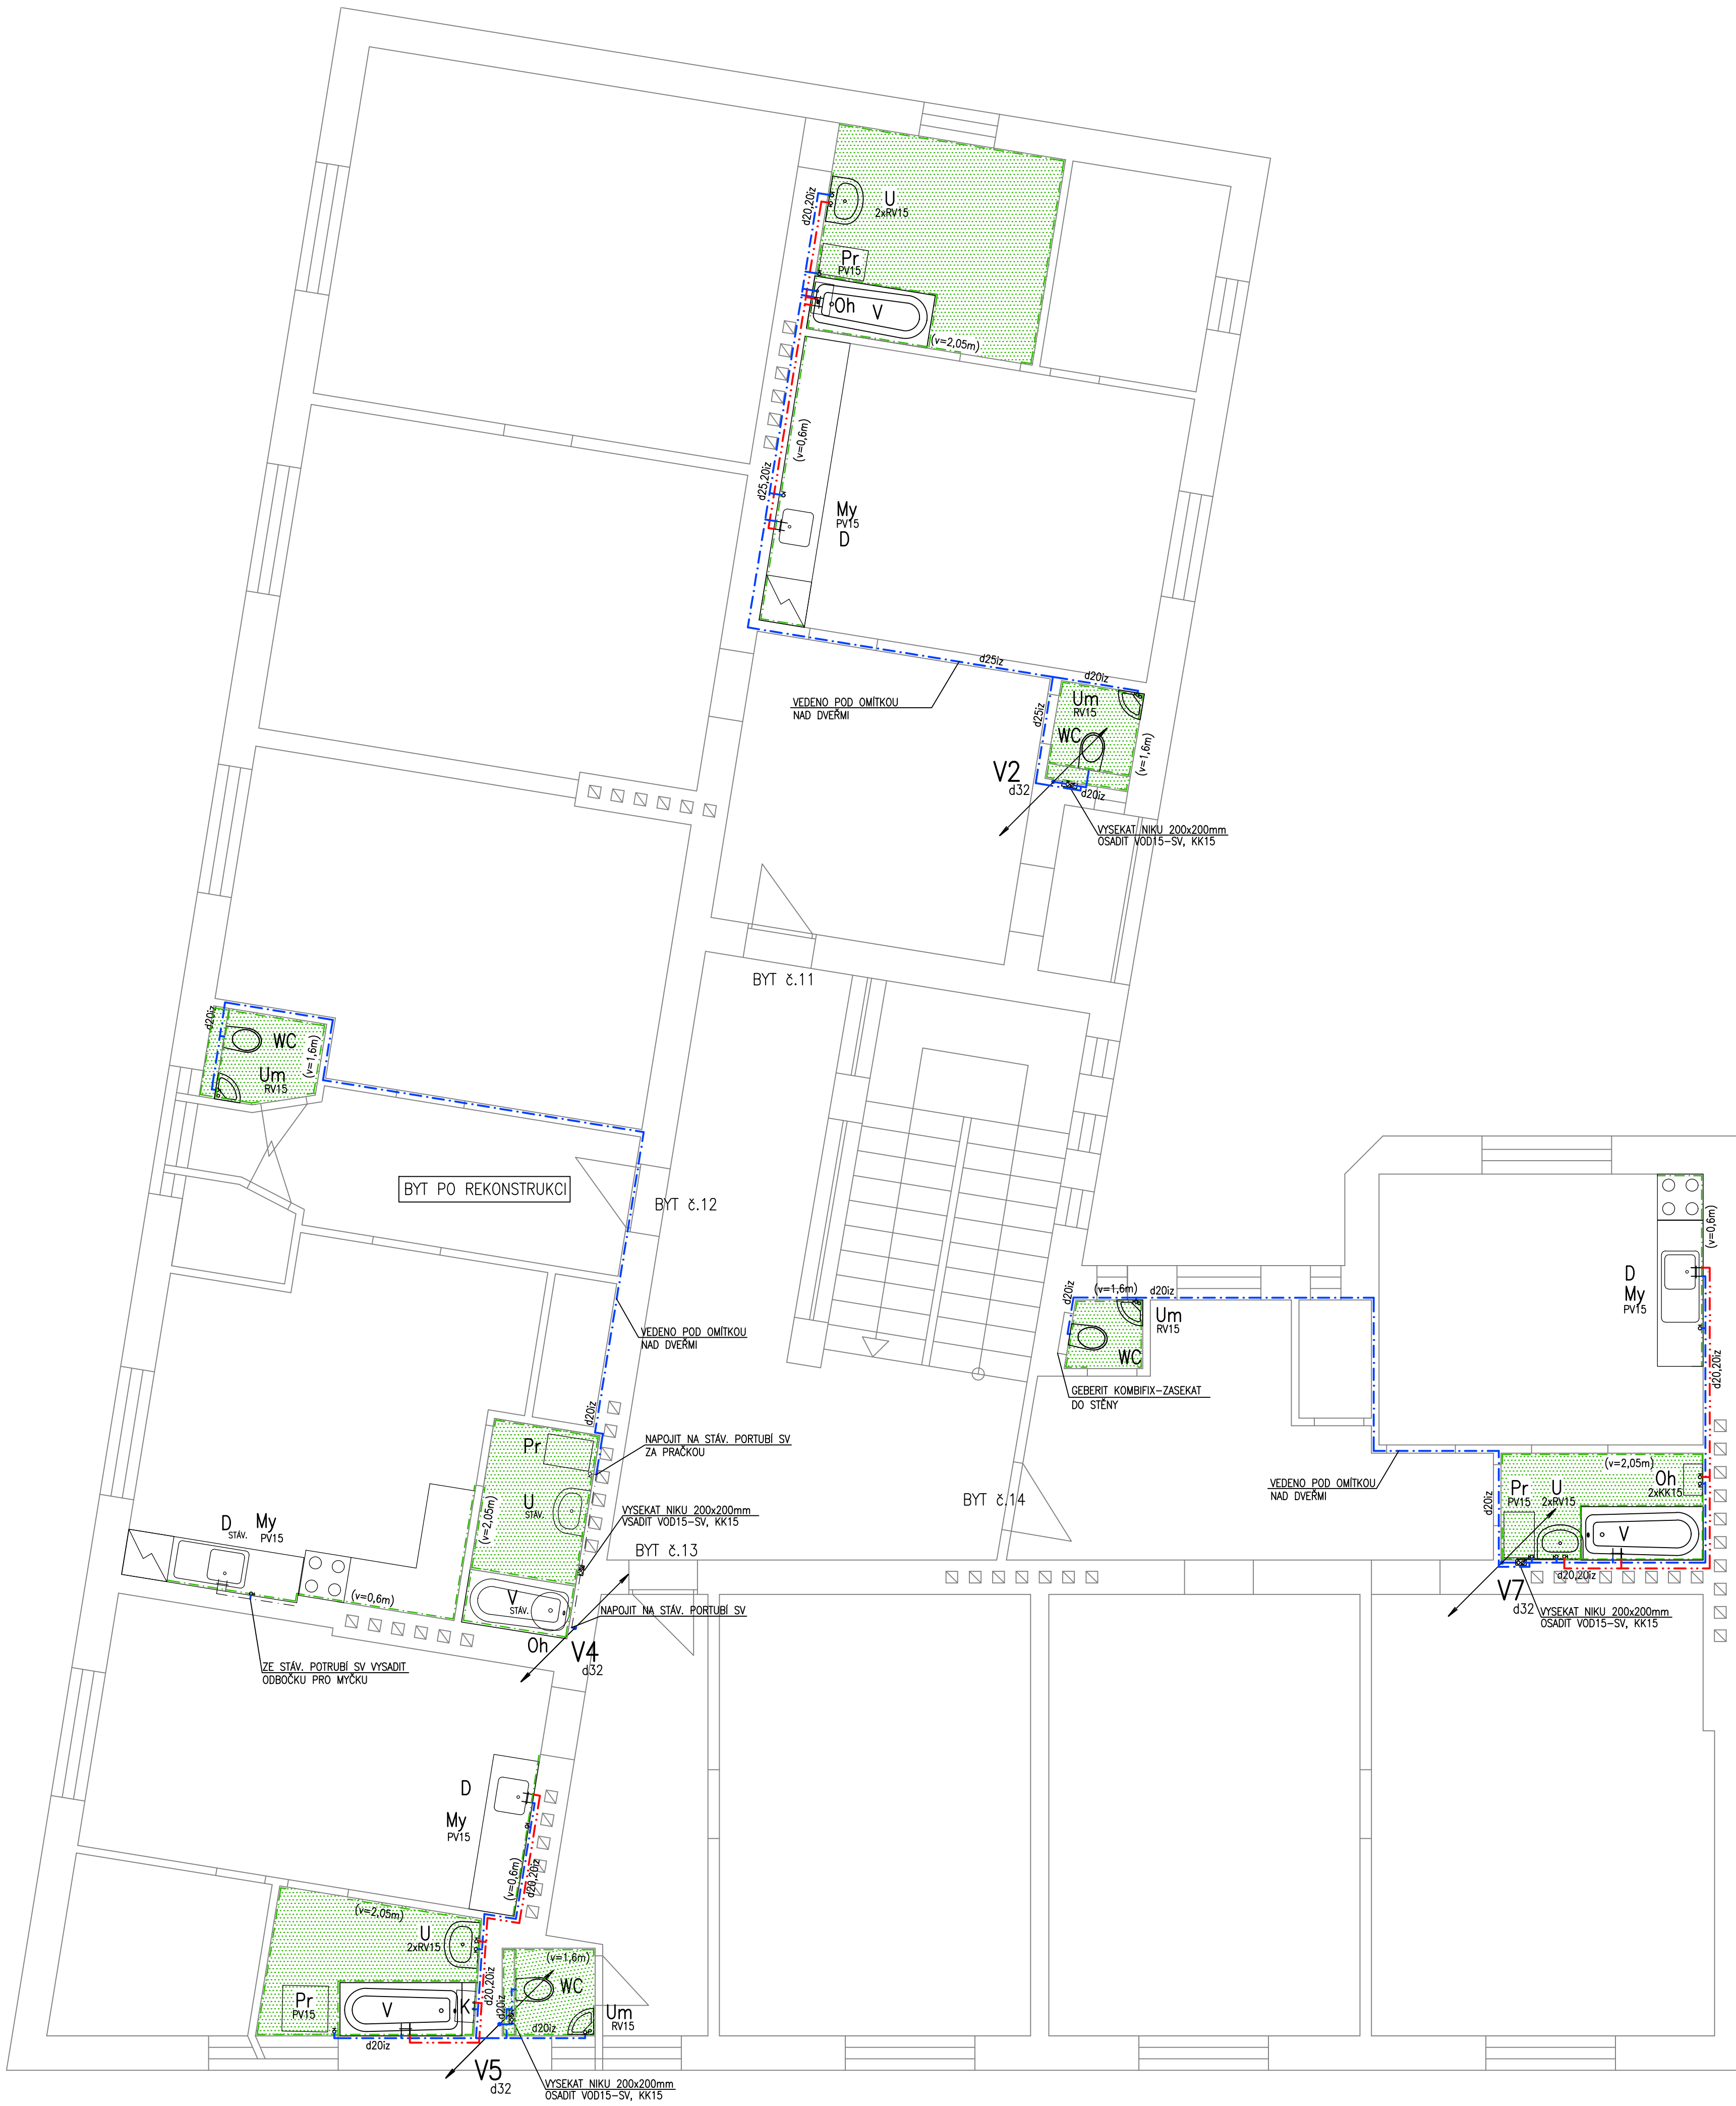 d20,20iz
U
2xRV15
Pr
PV15
Oh
V
(v=2,05m)
(v=0,6m)
d25,20iz
My
PV15
D
d25iz
d20iz
VEDENO POD OMÍTKOU
NAD DVEŘMI
Um
RV15
d25iz
WC
(v=1,6m)
V2
d32
d20iz
VYSEKAT NIKU 200x200mm
OSADIT VOD15-SV, KK15
BYT č.11
d20iz
WC
(v=1,6m)
Um
RV15
BYT PO REKONSTRUKCI
BYT č.12
VEDENO POD OMÍTKOU
NAD DVEŘMI
d20iz
(v=1,6m)
d20iz
Um
RV15
WC
GEBERIT KOMBIFIX-ZASEKAT
DO STĚNY
(v=0,6m)
D
My
PV15
d20,20iz
d20iz
Pr
NAPOJIT NA STÁV. PORTUBÍ SV
ZA PRAČKOU
U
STÁV.
(v=2,05m)
VYSEKAT NIKU 200x200mm
VSADIT VOD15-SV, KK15
BYT č.14
BYT č.13
VEDENO POD OMÍTKOU
NAD DVEŘMI
d20iz
(v=2,05m)
Pr
PV15
U
2xRV15
Oh
2xKK15
V
d20,20iz
V7
d32
VYSEKAT NIKU 200x200mm
OSADIT VOD15-SV, KK15
D
STÁV.
My
PV15
(v=0,6m)
V
STÁV.
NAPOJIT NA STÁV. PORTUBÍ SV
Oh
V4
d32
ZE STÁV. POTRUBÍ SV VYSADIT
ODBOČKU PRO MYČKU
D
My
PV15
(v=0,6m)
d20,20iz
(v=2,05m)
U
2xRV15
Pr
PV15
V
K
d20,20iz
d20iz
(v=1,6m)
WC
Um
RV15
d20iz
d20iz
V5
d32
VYSEKAT NIKU 200x200mm
OSADIT VOD15-SV, KK15